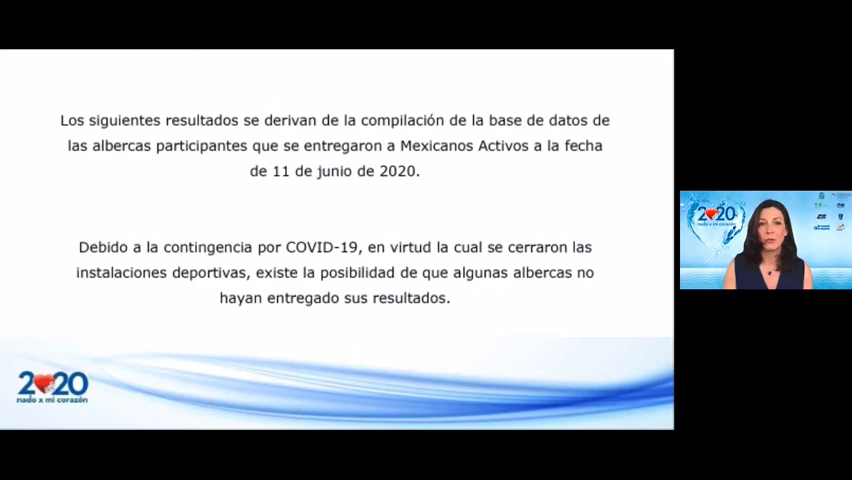 Los siguientes resultados se derivan de la compilación de la base de datos de
las albercas participantes que se entregaron a Mexicanos Activos a la fecha
de 11 de junio de 2020.
Debido a la contingencia por COVID-19, en virtud la cual se cerraron las
instalaciones deportivas, existe la posibilidad de que algunas albercas no
hayan entregado sus resultados.
2020
nado x mi corazón
2020
nado x mi corazón